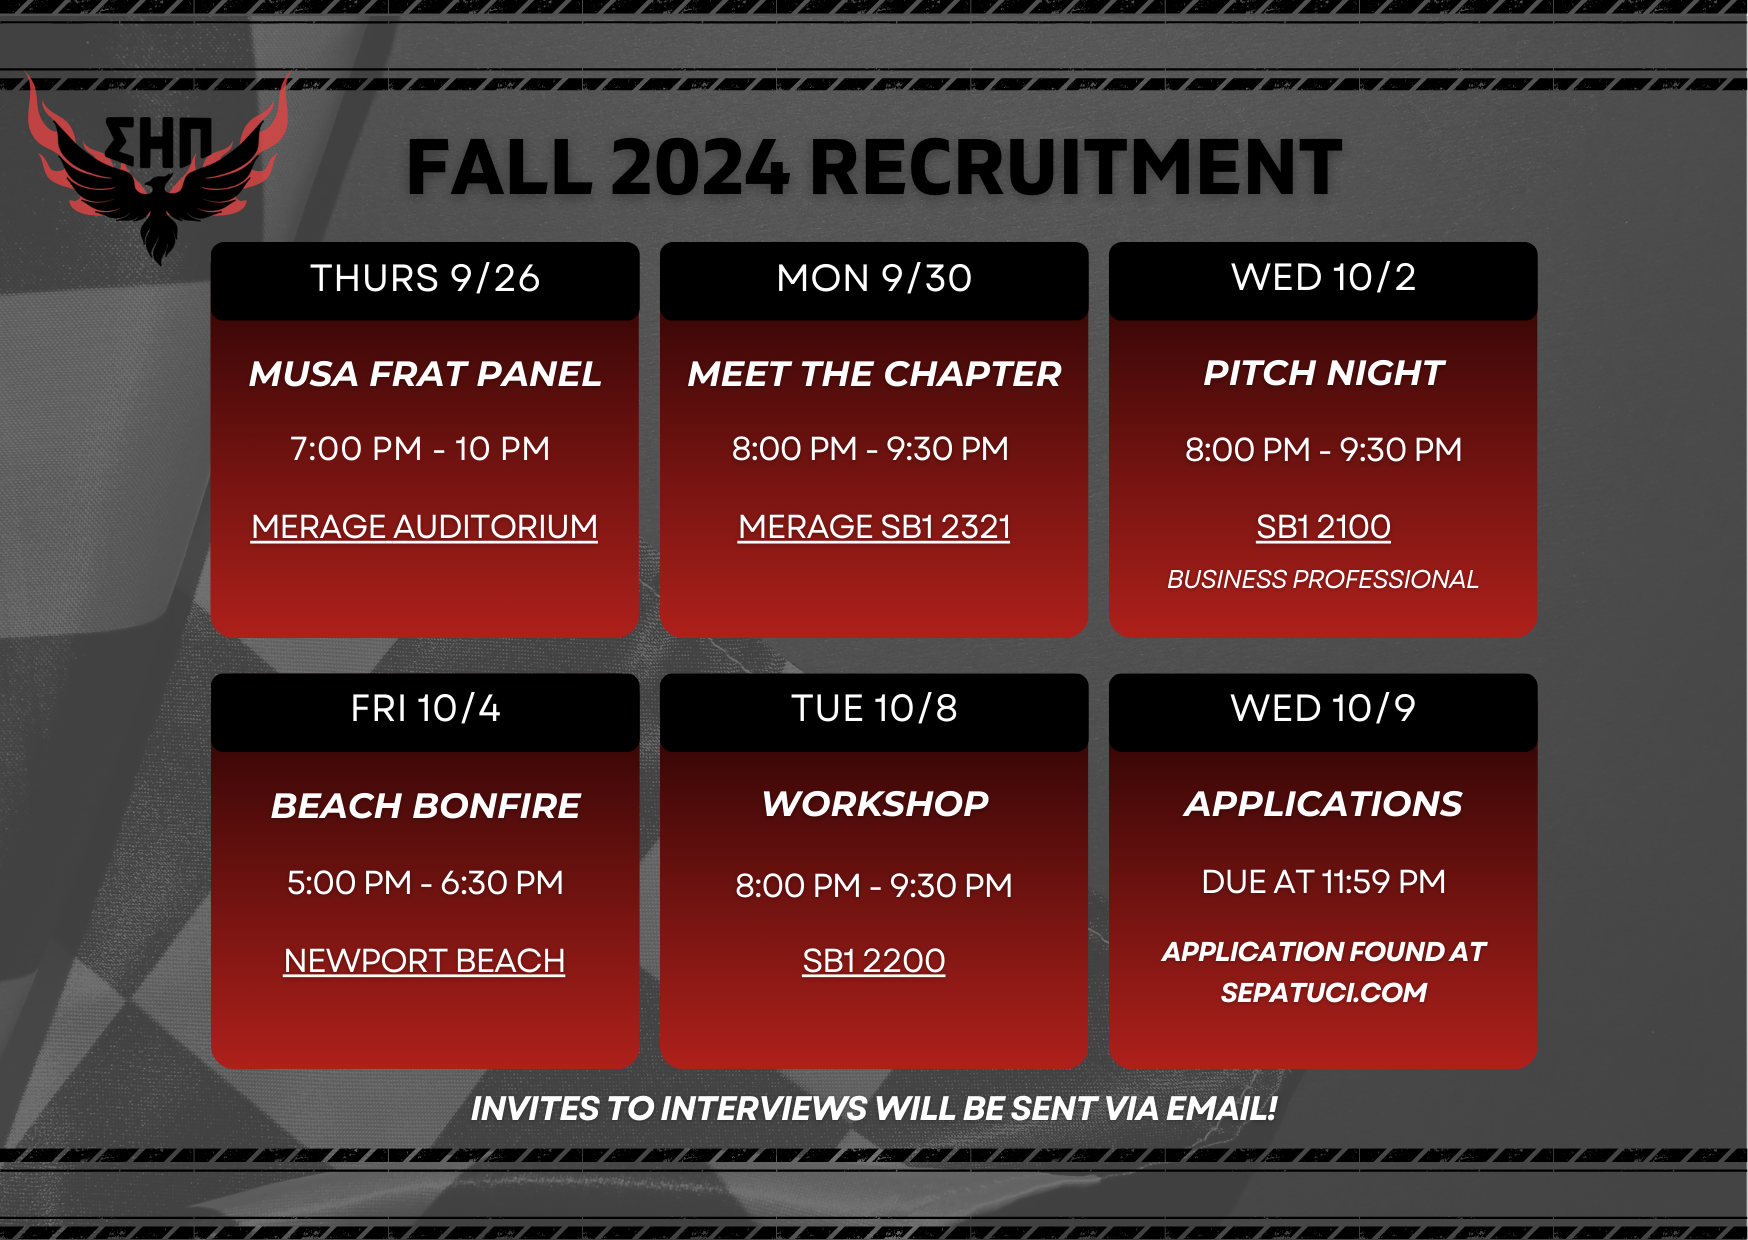 ΣΗΠ
FALL 2024 RECRUITMENT
THURS 9/26
MUSA FRAT PANEL
7:00 PM - 10 PM
MERAGE AUDITORIUM
MON 9/30
MEET THE CHAPTER
8:00 PM - 9:30 PM
MERAGE SB1 2321
WED 10/2
PITCH NIGHT
8:00 PM - 9:30 PM
SB1 2100
BUSINESS PROFESSIONAL
FRI 10/4
BEACH BONFIRE
5:00 PM - 6:30 PM
NEWPORT BEACH
TUE 10/8
WORKSHOP
8:00 PM - 9:30 PM
SB1 2200
WED 10/9
APPLICATIONS
DUE AT 11:59 PM
APPLICATION FOUND AT
SEPATUCI.COM
INVITES TO INTERVIEWS WILL BE SENT VIA EMAIL!